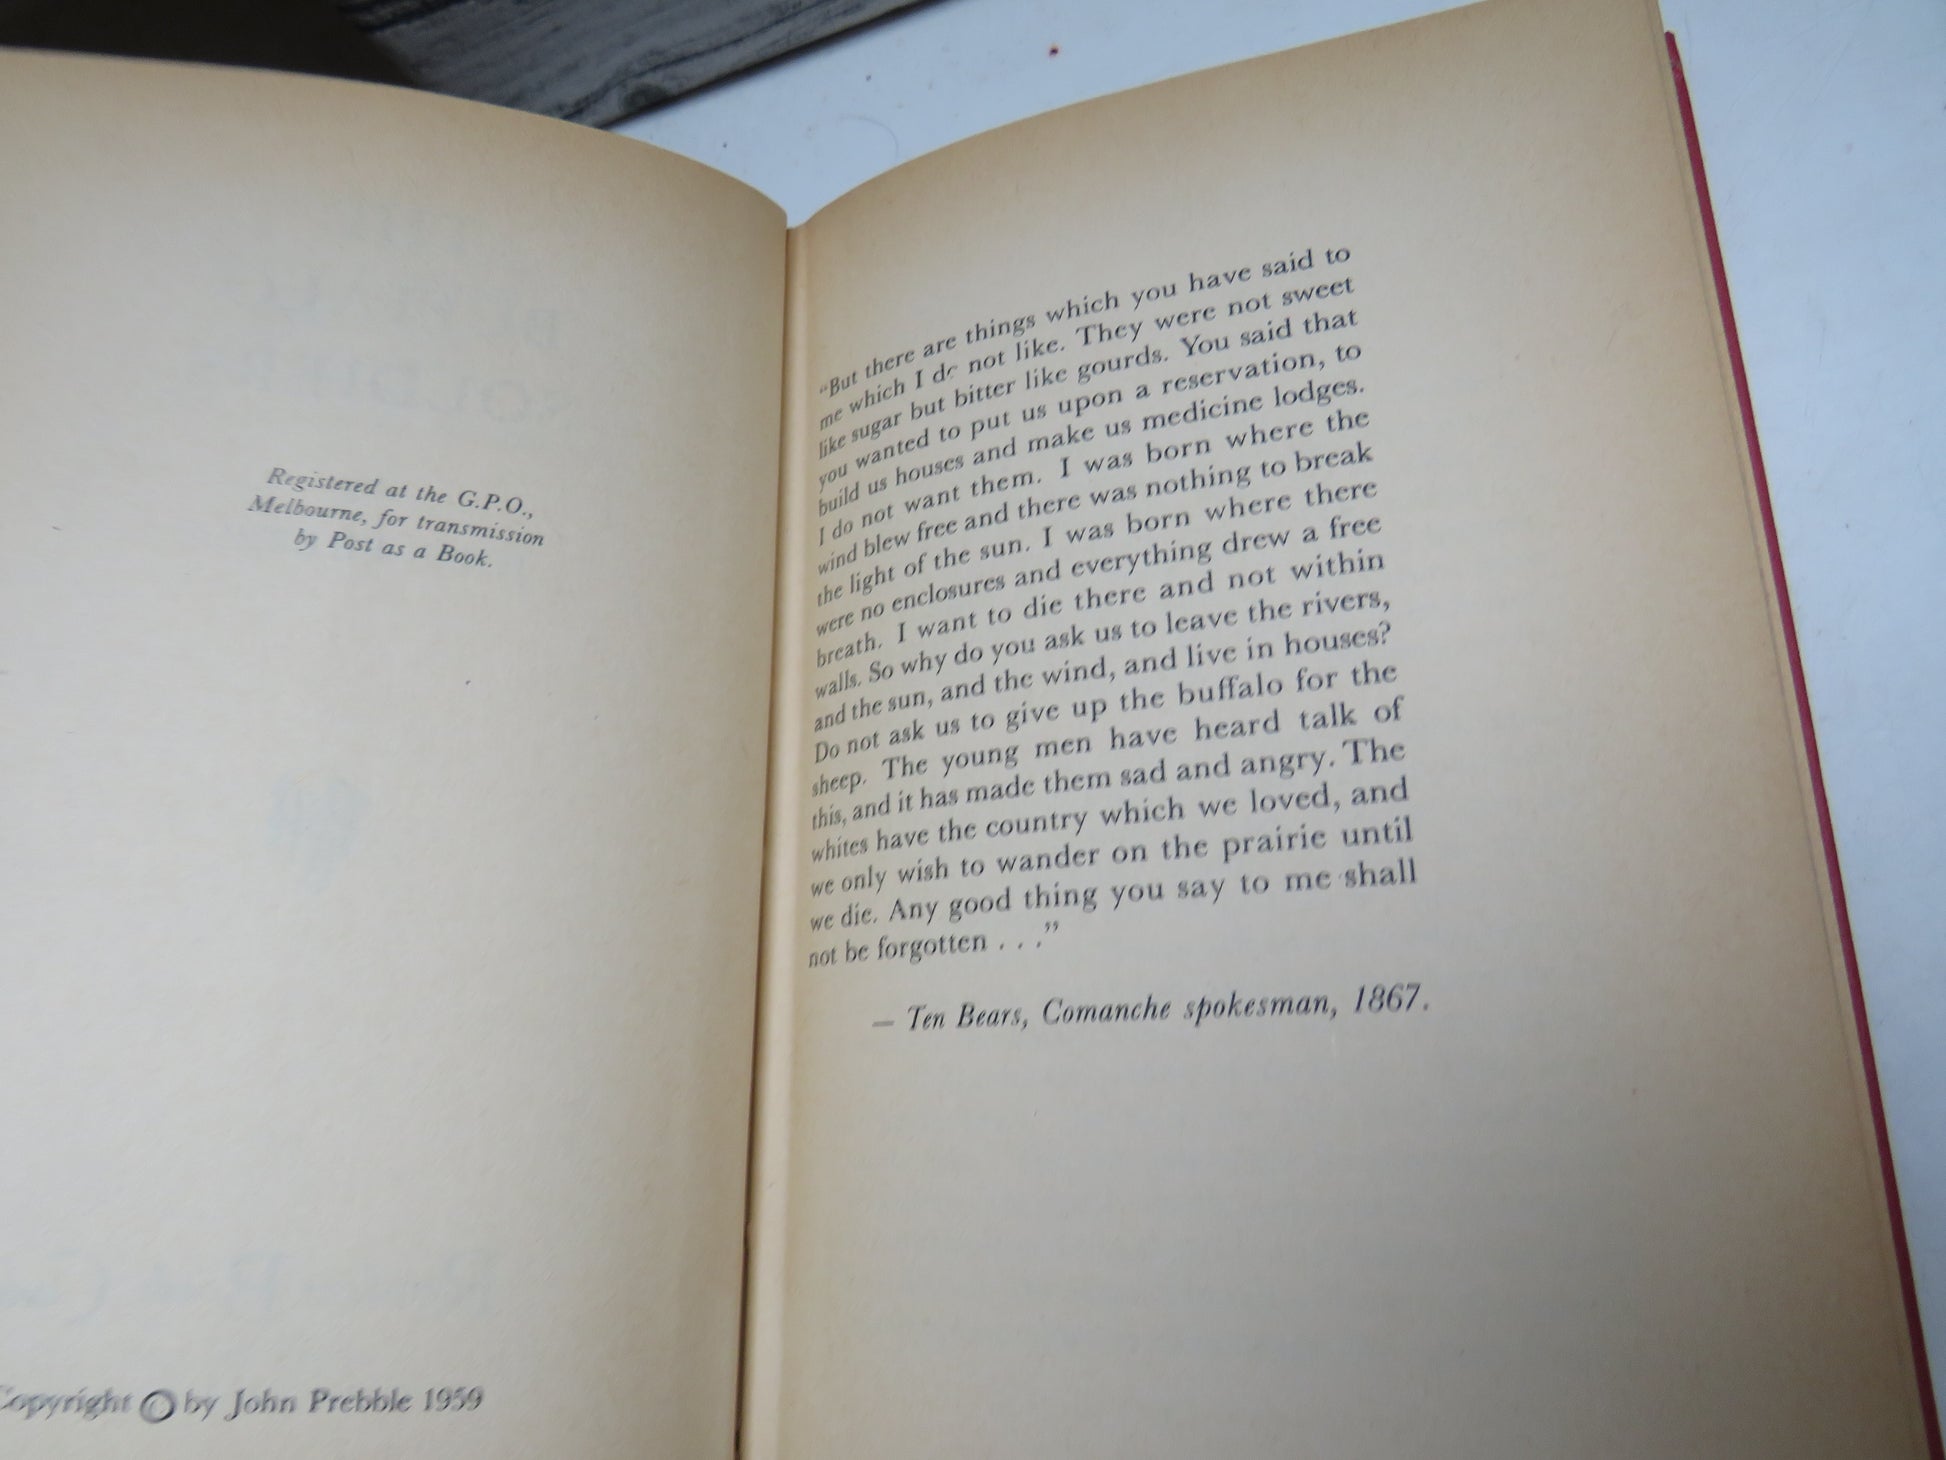 Registered at the G.P.O.,
Melbourne, for transmission
by Post as a Book.
Copyright © by John Prebble 1959
"But there are things which you have said to
me which I do not like. They were not sweet
like sugar but bitter like gourds. You said that
you wanted to put us upon a reservation, to
build us houses and make us medicine lodges.
I do not want them. I was born where the
wind blew free and there was nothing to break
the light of the sun. I was born where there
were no enclosures and everything drew a free
breath. I want to die there and not within
walls. So why do you ask us to leave the rivers,
and the sun, and the wind, and live in houses?
Do not ask us to give up the buffalo for the
sheep. The young men have heard talk of
this, and it has made them sad and angry. The
whites have the country which we loved, and
we only wish to wander on the prairie until
we die. Any good thing you say to me shall
not be forgotten . . ."
— Ten Bears, Comanche spokesman, 1867.